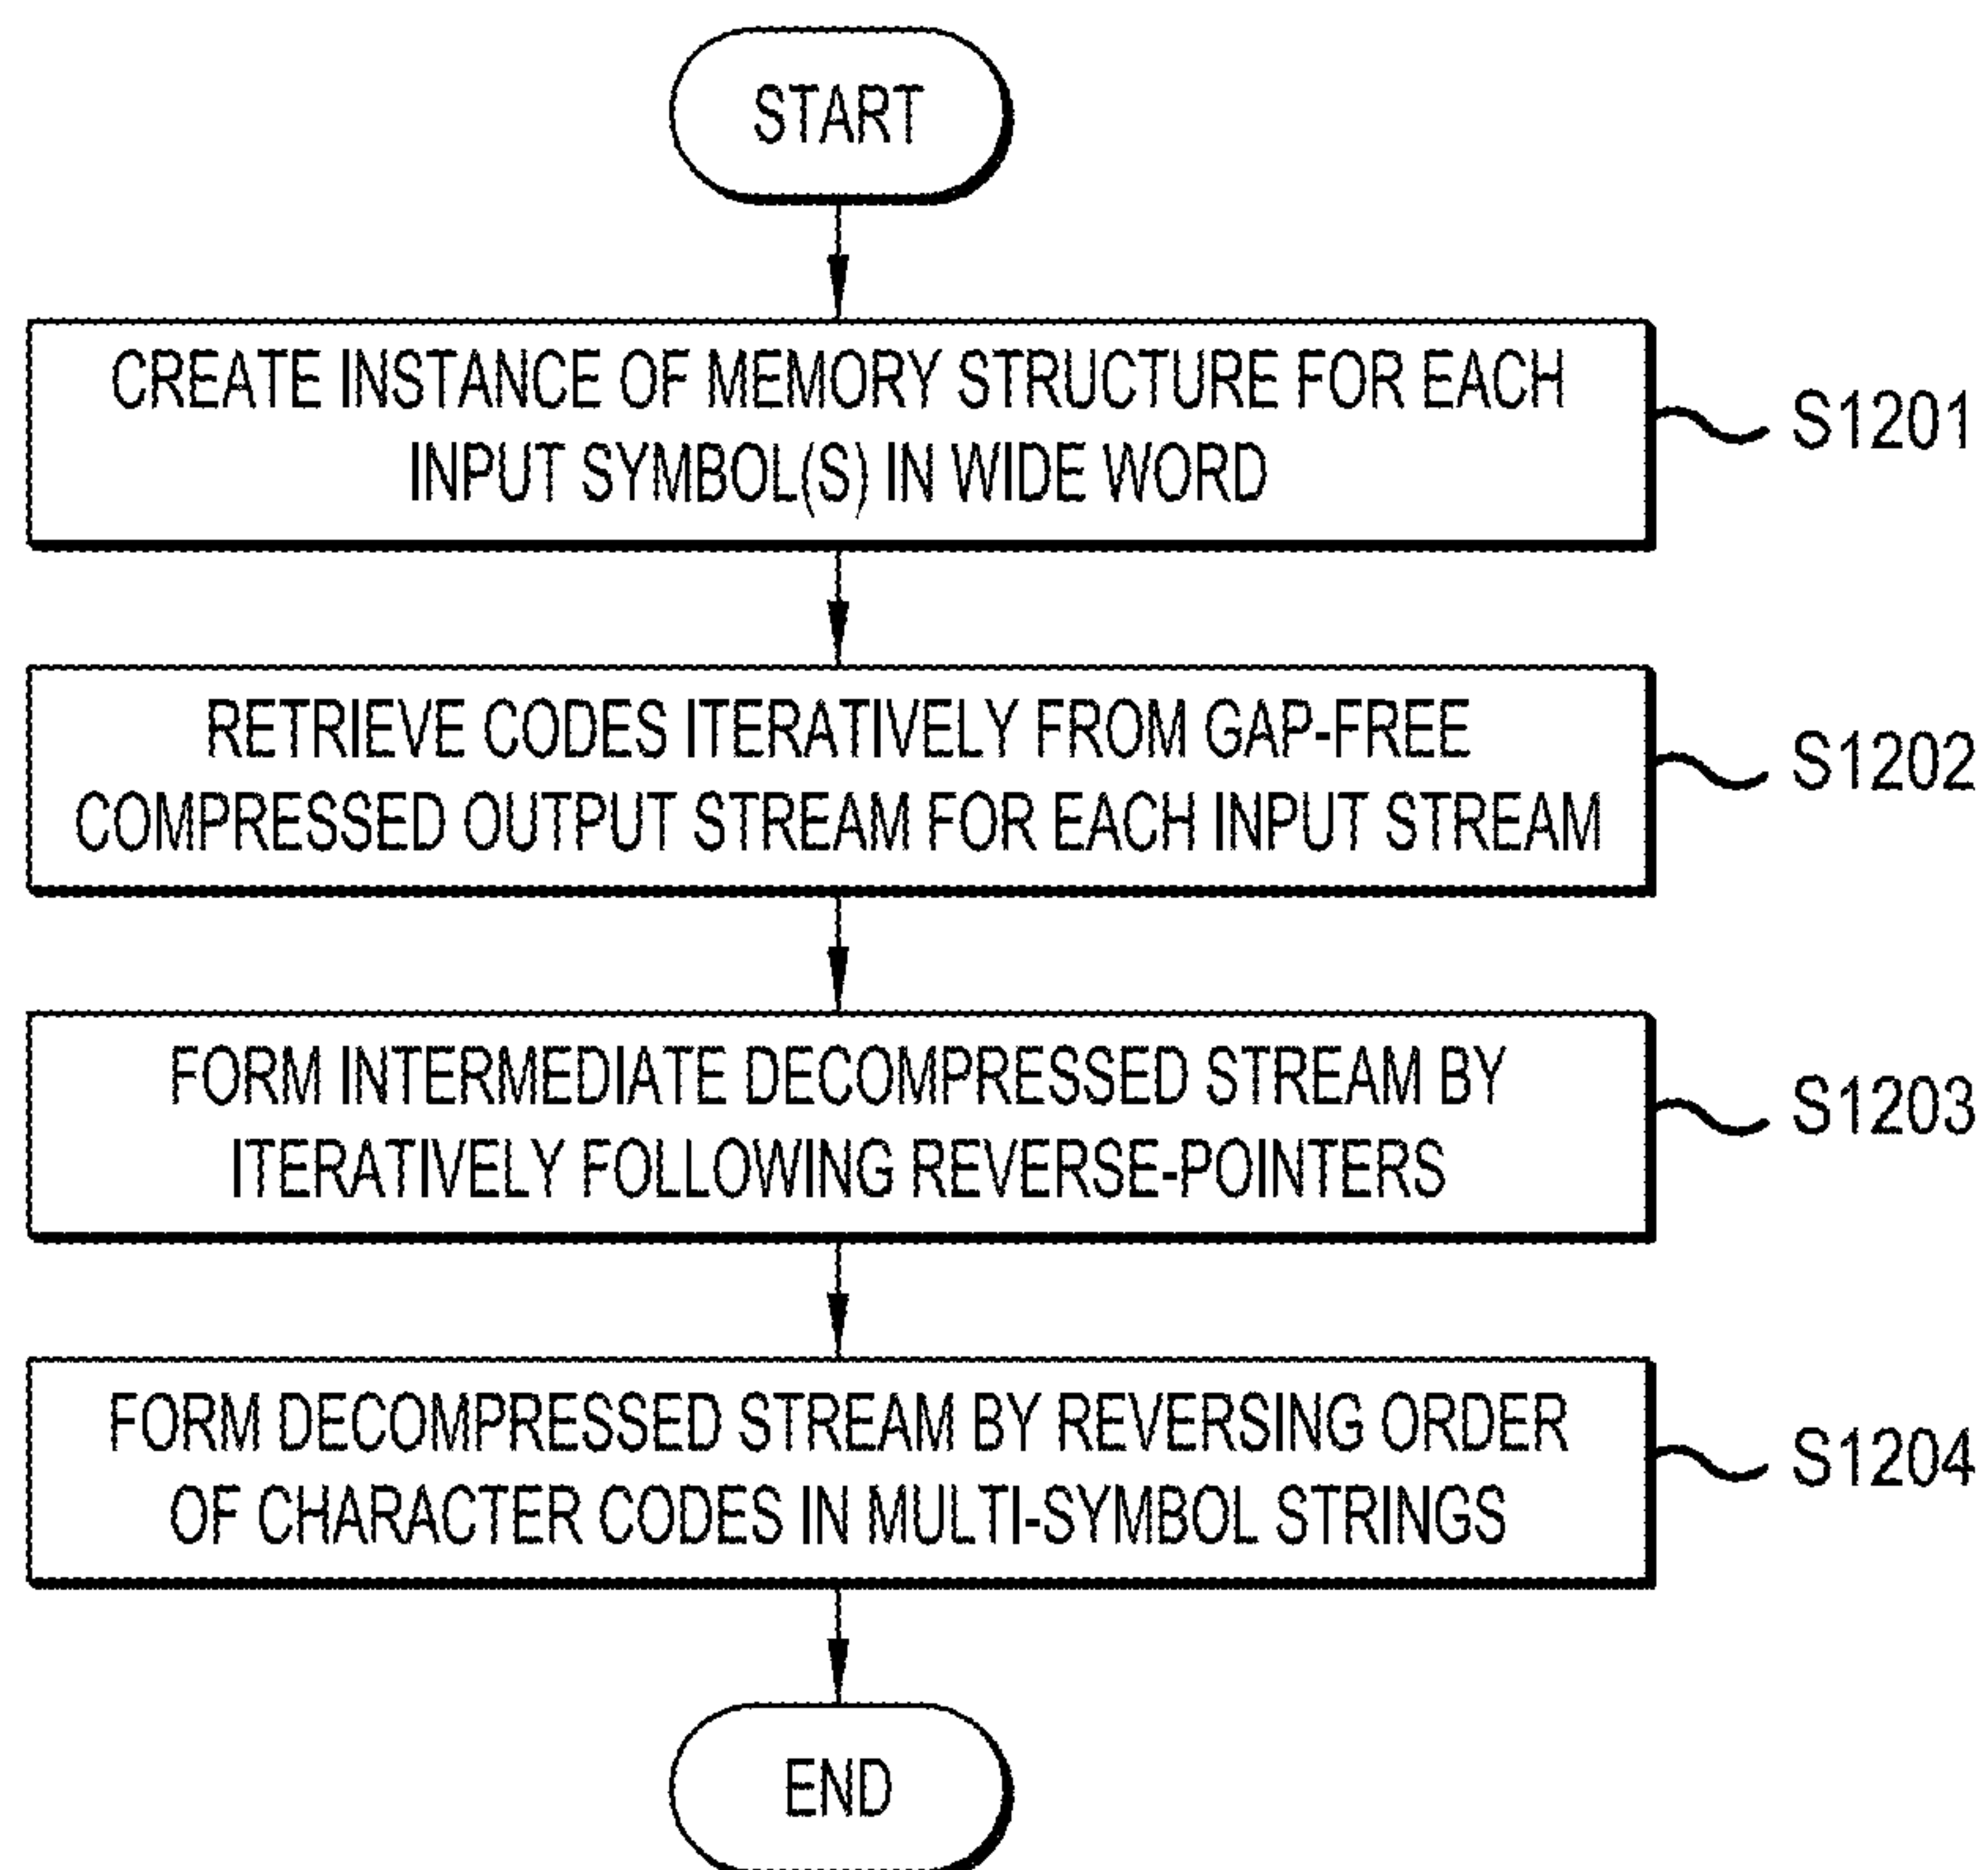 START
CREATE INSTANCE OF MEMORY STRUCTURE FOR EACH
INPUT SYMBOL(S) IN WIDE WORD
S1201
RETRIEVE CODES ITERATIVELY FROM GAP-FREE
COMPRESSED OUTPUT STREAM FOR EACH INPUT STREAM
S1202
FORM INTERMEDIATE DECOMPRESSED STREAM BY
ITERATIVELY FOLLOWING REVERSE-POINTERS
S1203
FORM DECOMPRESSED STREAM BY REVERSING ORDER
OF CHARACTER CODES IN MULTI-SYMBOL STRINGS
S1204
END